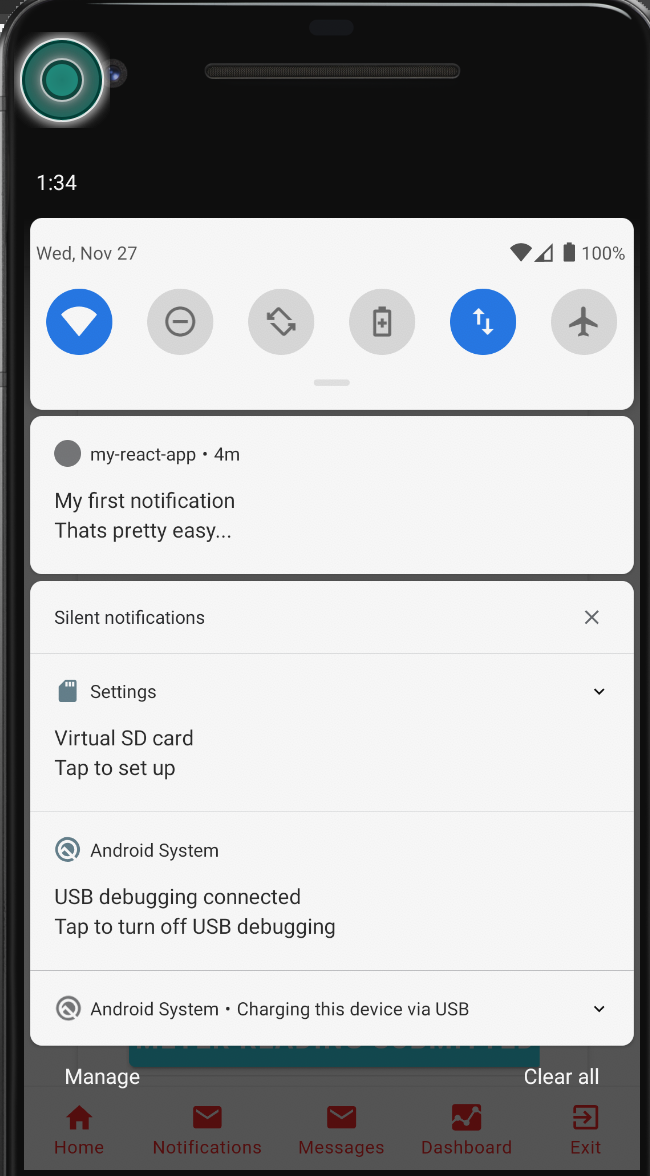 1:34
Wed, Nov 27
100%
my-react-app • 4m
My first notification
Thats pretty easy...
Silent notifications
Settings
Virtual SD card
Tap to set up
Android System
USB debugging connected
Tap to turn off USB debugging
Android System • Charging this device via USB
Manage
Clear all
Home
Notifications
Messages
Dashboard
Exit